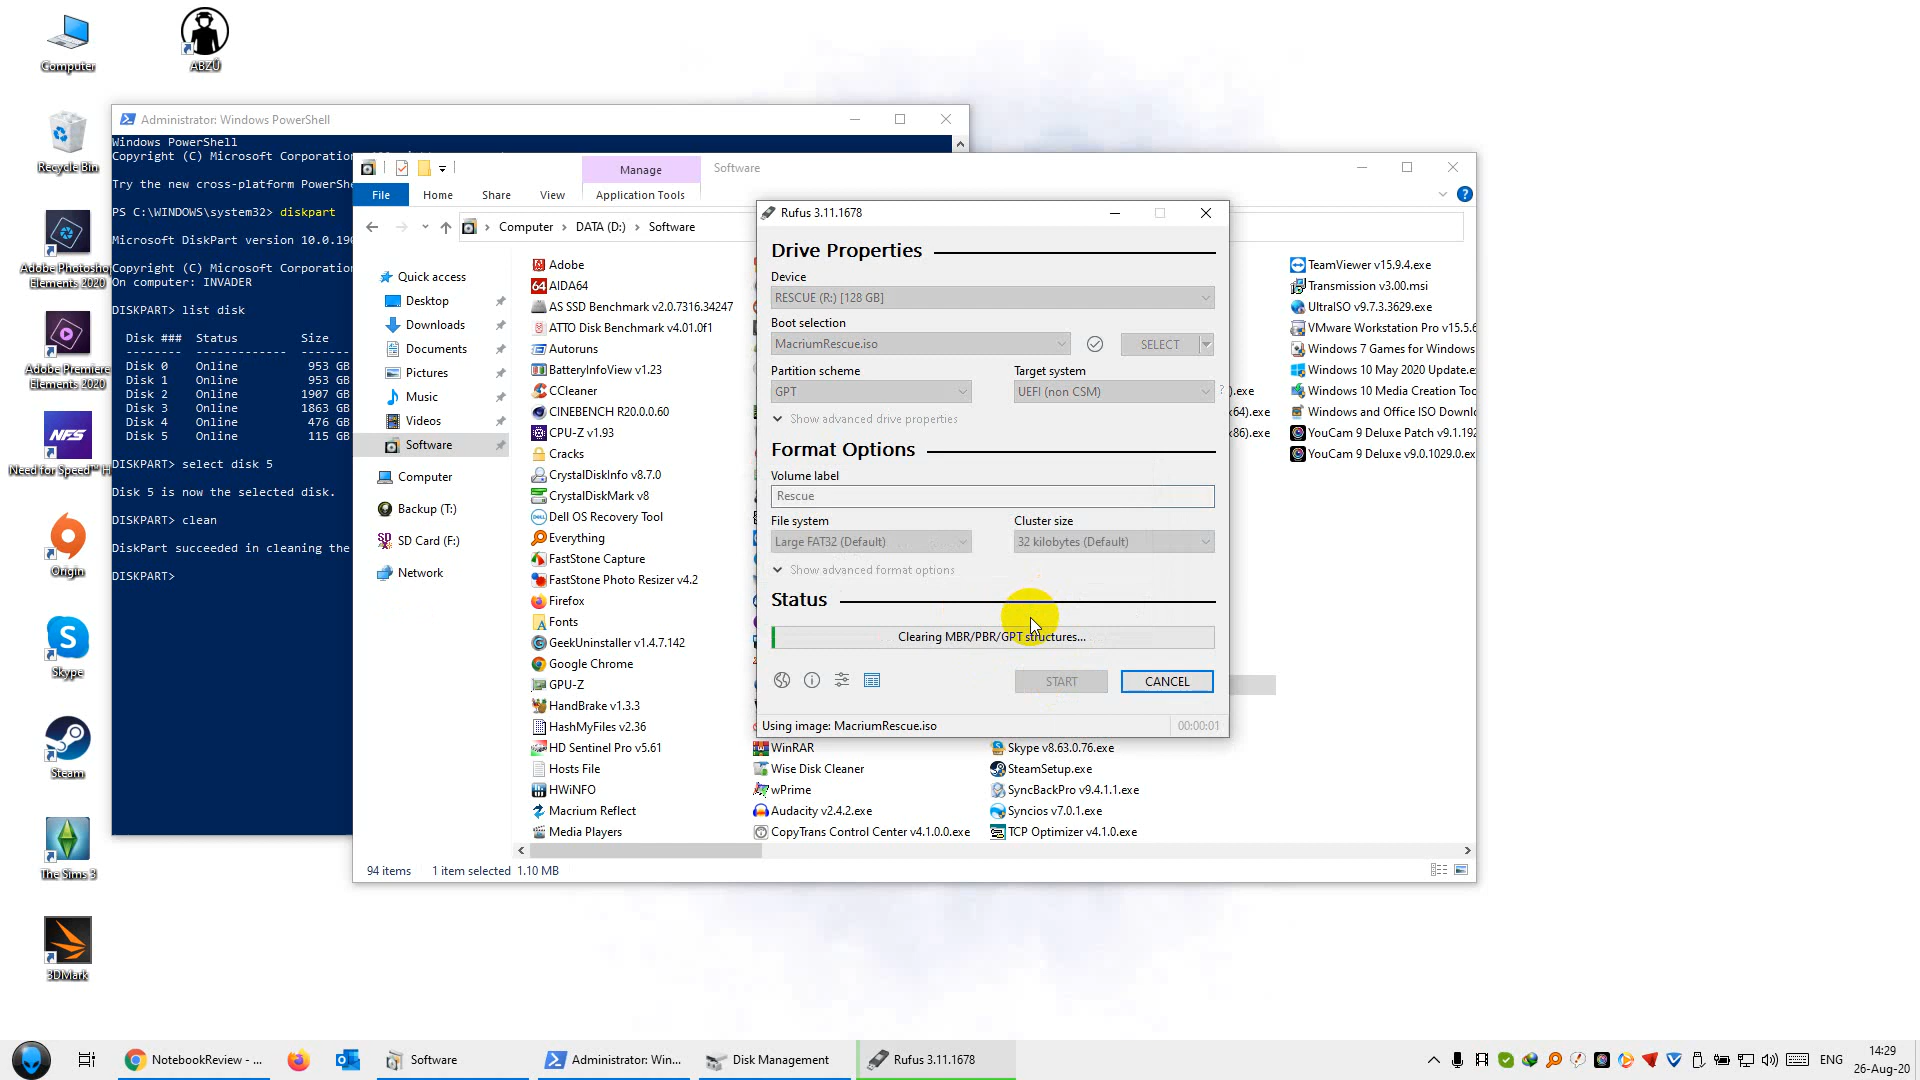 Computer
ABZÛ
Recycle Bin
Adobe Photosho
Elements 2020
Adobe Premiere
Elements 2020
NFS
Need for Speed™ H
Origin
Skype
Steam
The Sims 3
3DMark
Administrator: Windows PowerShell
Windows PowerShell
Copyright (C) Microsoft Corporatio
Try the new cross-platform PowerShe
PS C:\WINDOWS\system32> diskpart
Microsoft DiskPart version 10.0.190
Copyright (C) Microsoft Corporation
On computer: INVADER
DISKPART> list disk
Disk ### Status Size
-------- ------------- -------
Disk 0 Online 953 GB
Disk 1 Online 953 GB
Disk 2 Online 1907 GB
Disk 3 Online 1863 GB
Disk 4 Online 476 GB
Disk 5 Online 115 GB
DISKPART> select disk 5
Disk 5 is now the selected disk.
DISKPART> clean
DiskPart succeeded in cleaning the
DISKPART>
Manage
Software
File
Home
Share
View
Application Tools
Computer
DATA (D:)
Software
Quick access
Desktop
Downloads
Documents
Pictures
Music
Videos
Software
Computer
Backup (T:)
SD Card (F:)
Network
Adobe
64 AIDA64
AS SSD Benchmark v2.0.7316.34247
ATTO Disk Benchmark v4.01.0f1
Autoruns
BatteryInfoView v1.23
CCleaner
CINEBENCH R20.0.0.60
CPU-Z v1.93
Cracks
CrystalDiskInfo v8.7.0
CrystalDiskMark v8
Dell OS Recovery Tool
Everything
FastStone Capture
FastStone Photo Resizer v4.2
Firefox
Fonts
GeekUninstaller v1.4.7.142
Google Chrome
GPU-Z
HandBrake v1.3.3
HashMyFiles v2.36
HD Sentinel Pro v5.61
Hosts File
HWiNFO
Macrium Reflect
Media Players
WinRAR
Wise Disk Cleaner
wPrime
Audacity v2.4.2.exe
CopyTrans Control Center v4.1.0.0.exe
Skype v8.63.0.76.exe
SteamSetup.exe
SyncBackPro v9.4.1.1.exe
Syncios v7.0.1.exe
TCP Optimizer v4.1.0.exe
).exe
x64).exe
x86).exe
TeamViewer v15.9.4.exe
Transmission v3.00.msi
UltraISO v9.7.3.3629.exe
VMware Workstation Pro v15.5.6
Windows 7 Games for Windows
Windows 10 May 2020 Update.e
Windows 10 Media Creation Too
Windows and Office ISO Downlo
YouCam 9 Deluxe Patch v9.1.192
YouCam 9 Deluxe v9.0.1029.0.ex
94 items
1 item selected 1.10 MB
Rufus 3.11.1678
Drive Properties
Device
RESCUE (R:) [128 GB]
Boot selection
MacriumRescue.iso
SELECT
Partition scheme
Target system
GPT
UEFI (non CSM)
?
Show advanced drive properties
Format Options
Volume label
Rescue
File system
Cluster size
Large FAT32 (Default)
32 kilobytes (Default)
Show advanced format options
Status
Clearing MBR/PBR/GPT structures...
START
CANCEL
Using image: MacriumRescue.iso
00:00:01
NotebookReview - ...
Software
Administrator: Win...
Disk Management
Rufus 3.11.1678
ENG
14:29
26-Aug-20